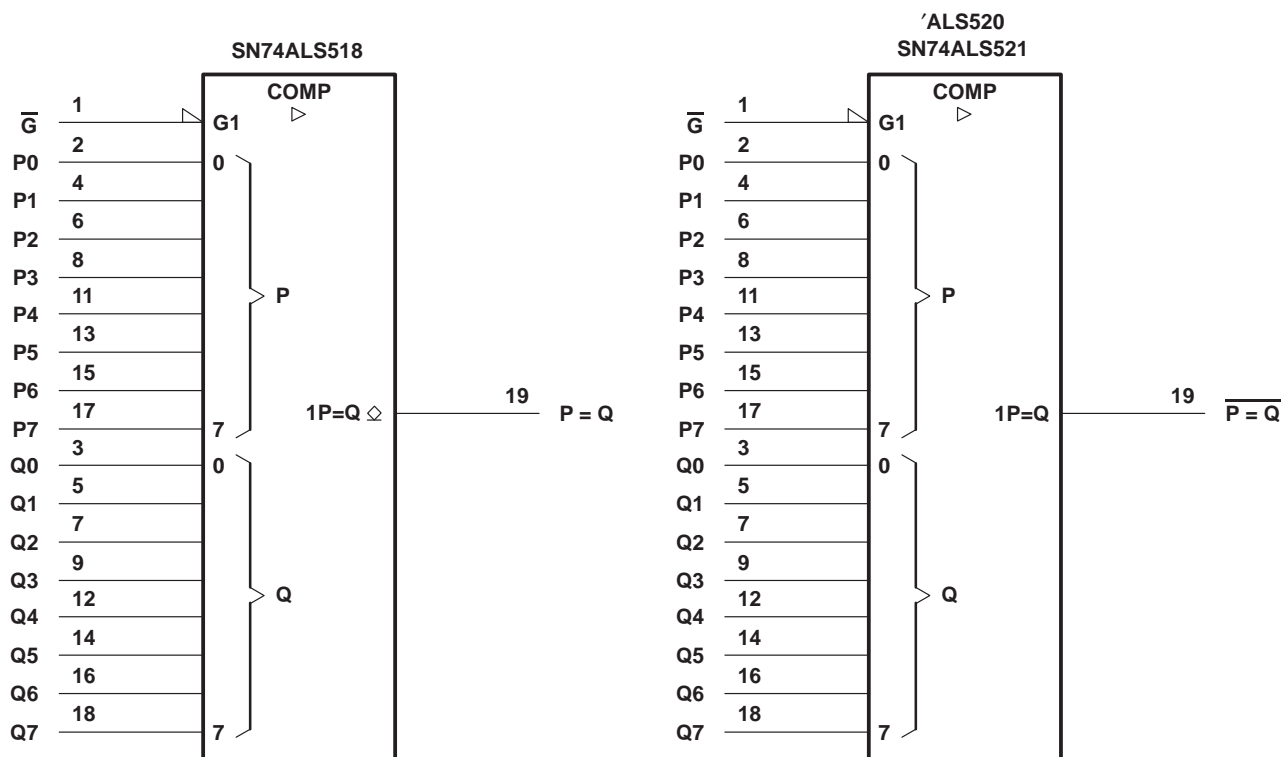 SN74ALS518
COMP
G̅ 1 G1
P0 2 0
P1 4
P2 6
P3 8
P4 11 P
P5 13
P6 15
1P=Q 19 P = Q
P7 17 7
Q0 3 0
Q1 5
Q2 7
Q3 9
Q4 12 Q
Q5 14
Q6 16
Q7 18 7
′ALS520
SN74ALS521
COMP
G̅ 1 G1
P0 2 0
P1 4
P2 6
P3 8
P4 11 P
P5 13
P6 15
1P=Q 19 P̅ ̅=̅ ̅Q̅
P7 17 7
Q0 3 0
Q1 5
Q2 7
Q3 9
Q4 12 Q
Q5 14
Q6 16
Q7 18 7